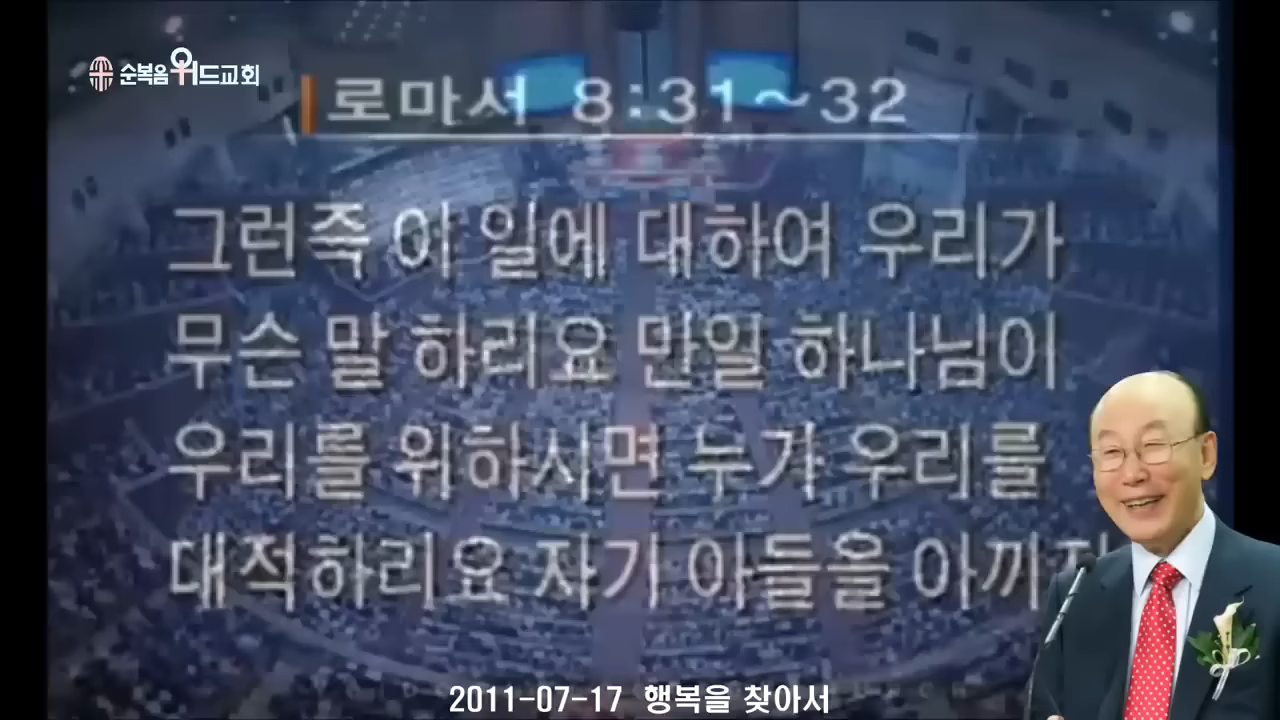 순복음위드교회
로마서 8:31~32
그런즉 이 일에 대하여 우리가
무슨 말 하리요 만일 하나님이
우리를 위하시면 누가 우리를
대적하리요 자기 아들을 아끼지
2011-07-17 행복을 찾아서